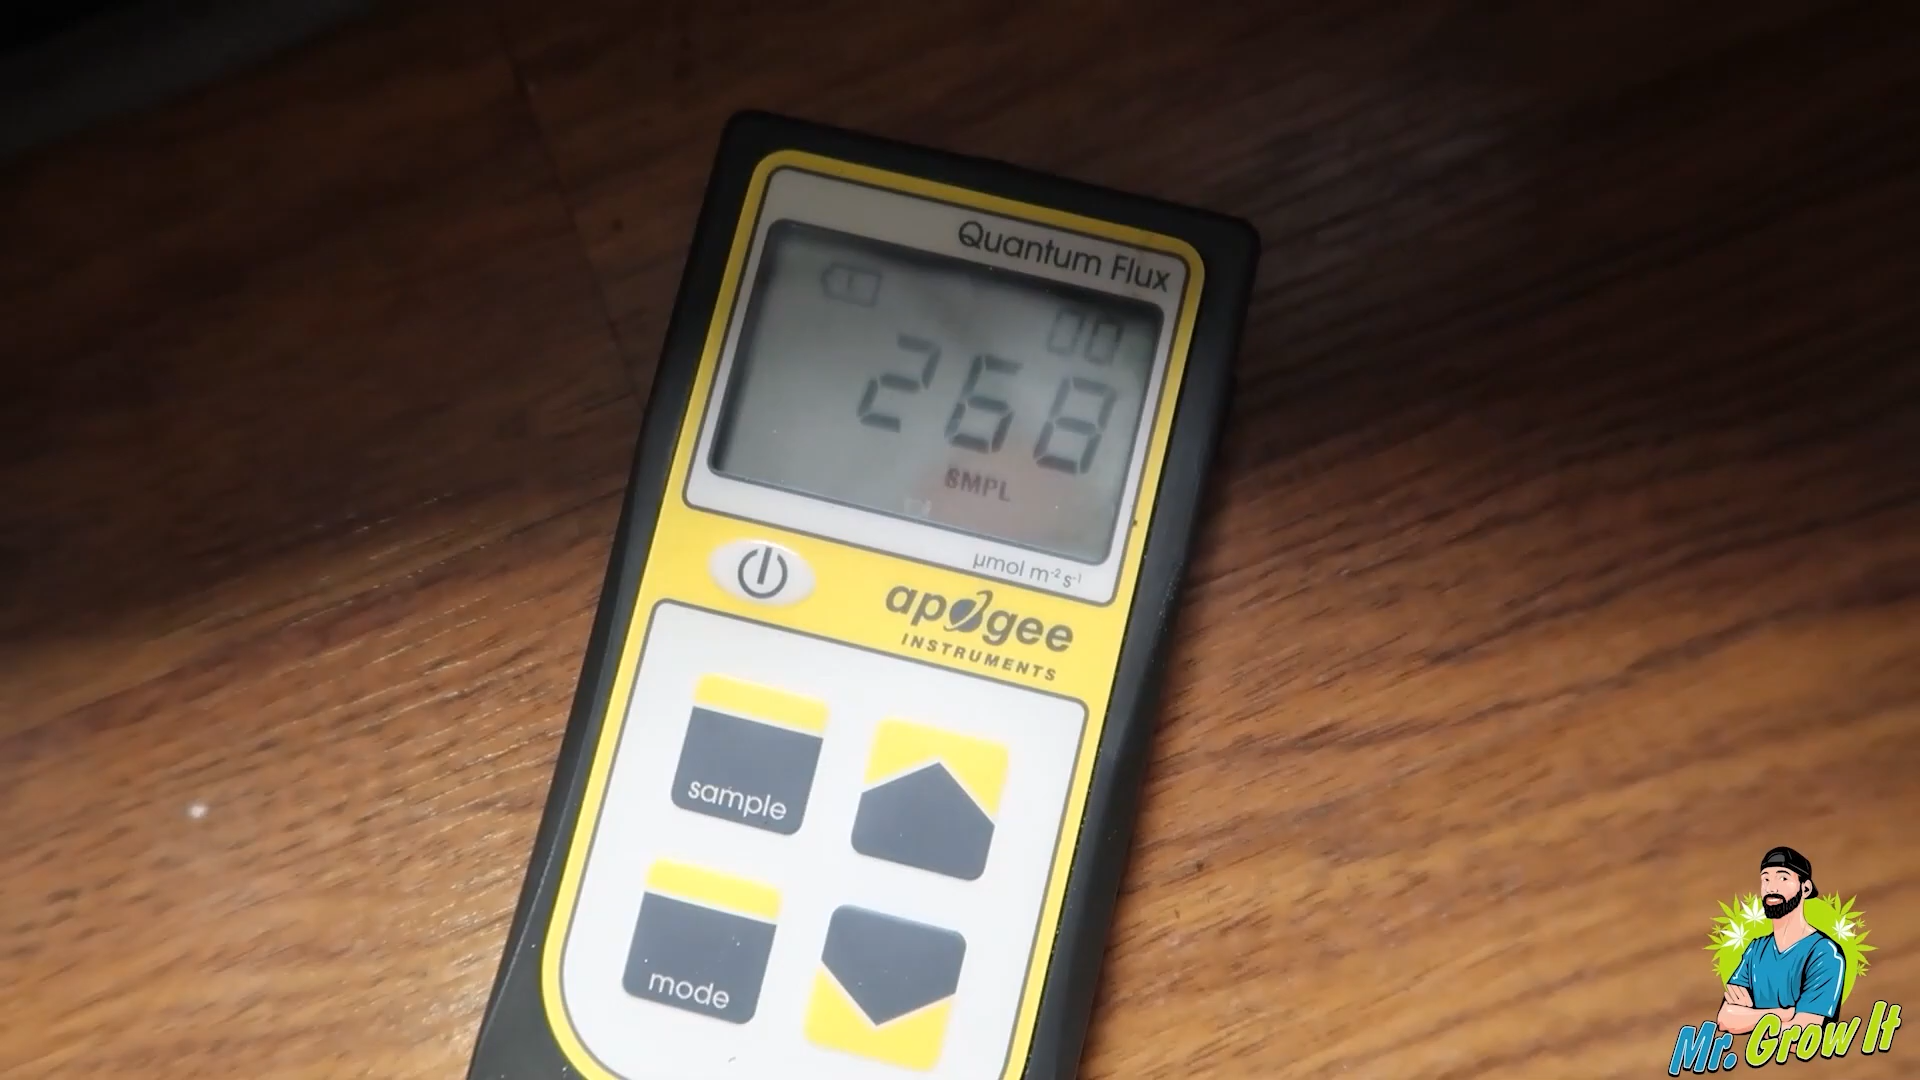 Quantum Flux
00
268
SMPL
µmol m⁻² s⁻¹
apogee
INSTRUMENTS
sample
mode
Mr. Grow It